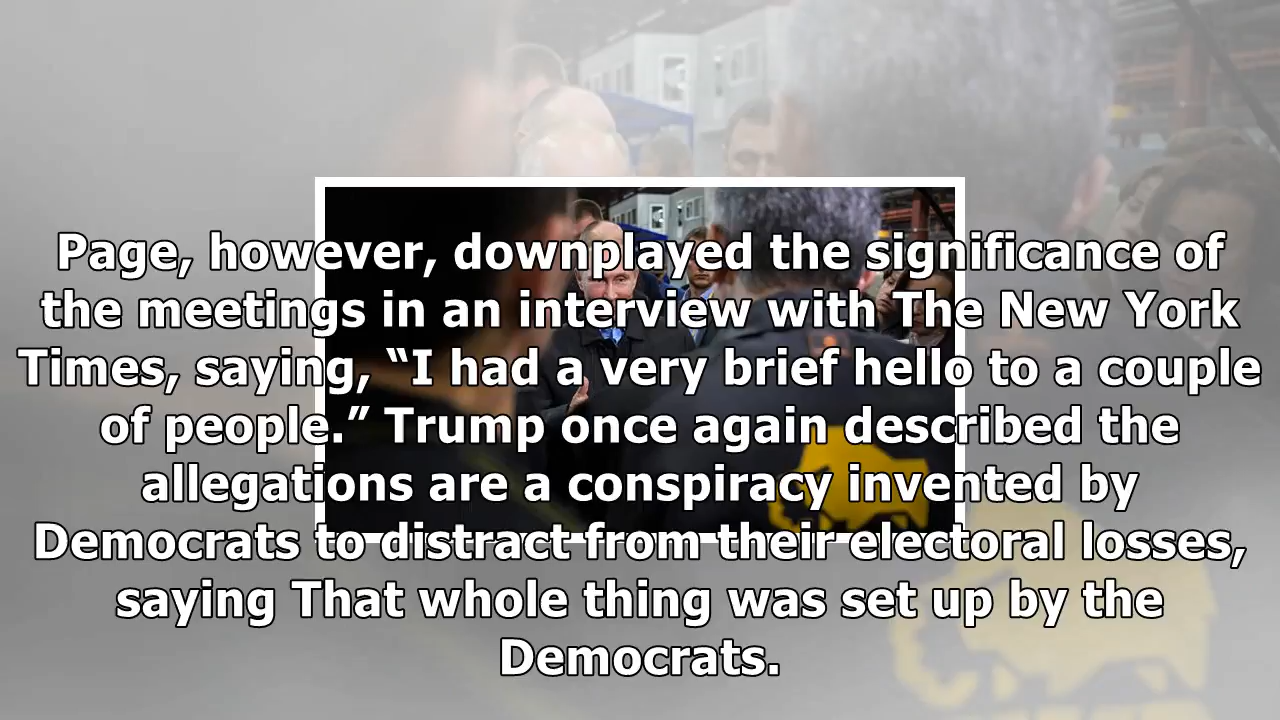 Page, however, downplayed the significance of
the meetings in an interview with The New York
Times, saying, “I had a very brief hello to a couple
of people.” Trump once again described the
allegations are a conspiracy invented by
Democrats to distract from their electoral losses,
saying That whole thing was set up by the
Democrats.